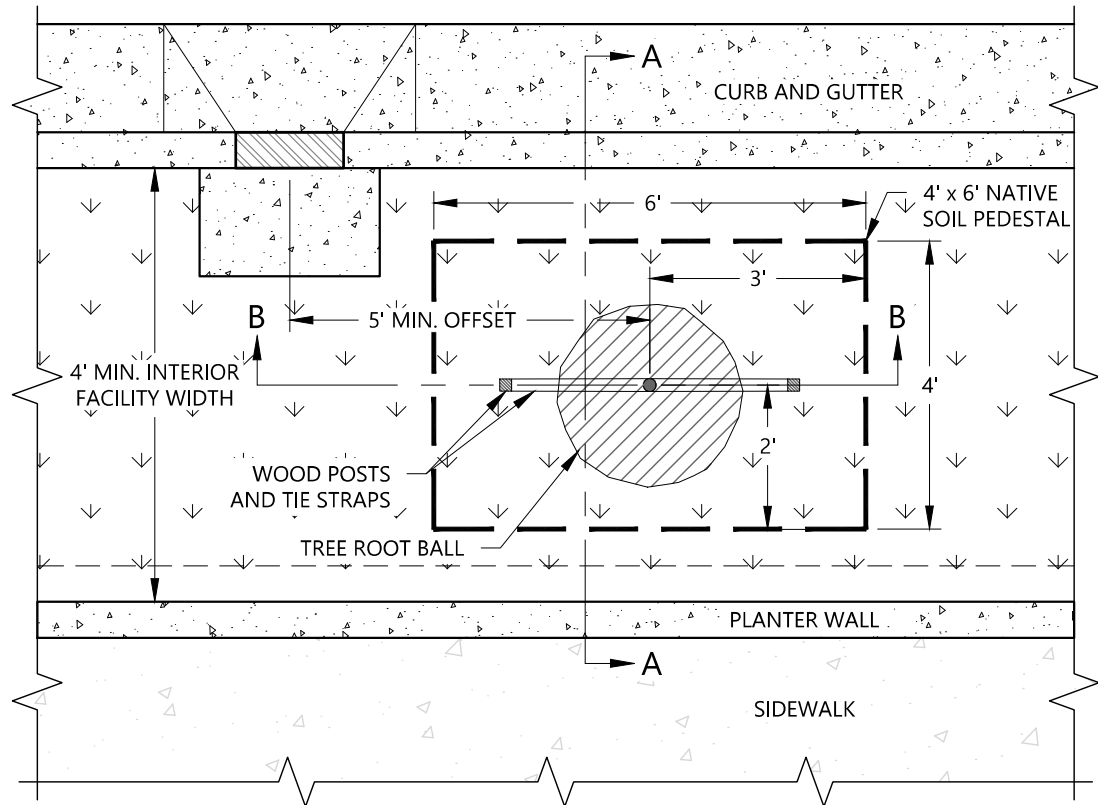 A
CURB AND GUTTER
6'
4' x 6' NATIVE
SOIL PEDESTAL
3'
B
5' MIN. OFFSET
B
4' MIN. INTERIOR
FACILITY WIDTH
4'
2'
WOOD POSTS
AND TIE STRAPS
TREE ROOT BALL
PLANTER WALL
A
SIDEWALK